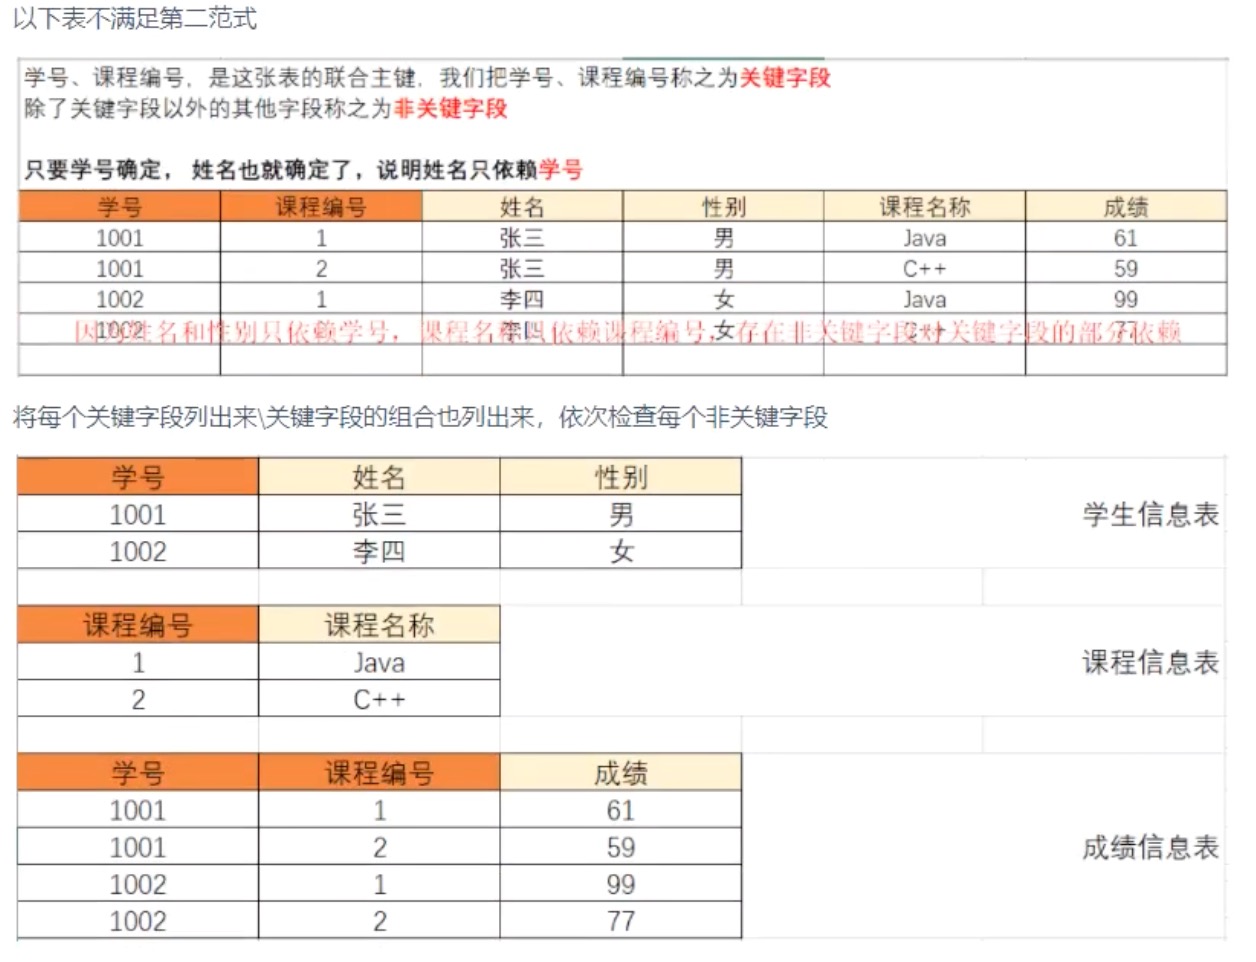 以下表不满足第二范式
学号、课程编号，是这张表的联合主键，我们把学号、课程编号称之为关键字段
除了关键字段以外的其他字段称之为非关键字段
只要学号确定， 姓名也就确定了，说明姓名只依赖学号
学号 课程编号 姓名 性别 课程名称 成绩
1001 1 张三 男 Java 61
1001 2 张三 男 C++ 59
1002 1 李四 女 Java 99
1002 李四 女 C++ 77
因为姓名和性别只依赖学号，课程名称只依赖课程编号，存在非关键字段对关键字段的部分依赖
将每个关键字段列出来\关键字段的组合也列出来，依次检查每个非关键字段
学号 姓名 性别
1001 张三 男 学生信息表
1002 李四 女
课程编号 课程名称
1 Java 课程信息表
2 C++
学号 课程编号 成绩
1001 1 61
1001 2 59 成绩信息表
1002 1 99
1002 2 77